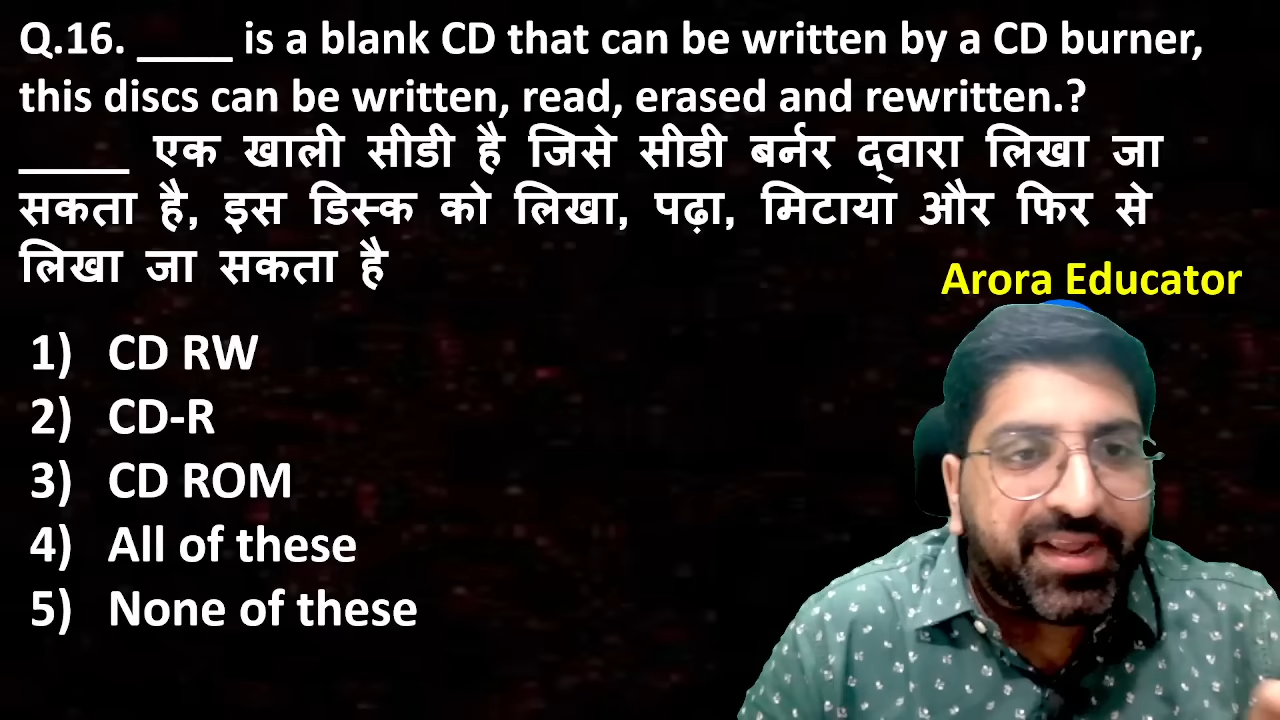 Q.16. ____ is a blank CD that can be written by a CD burner,
this discs can be written, read, erased and rewritten.?
____ एक खाली सीडी है जिसे सीडी बर्नर द्वारा लिखा जा
सकता है, इस डिस्क को लिखा, पढ़ा, मिटाया और फिर से
लिखा जा सकता है
Arora Educator
1) CD RW
2) CD-R
3) CD ROM
4) All of these
5) None of these